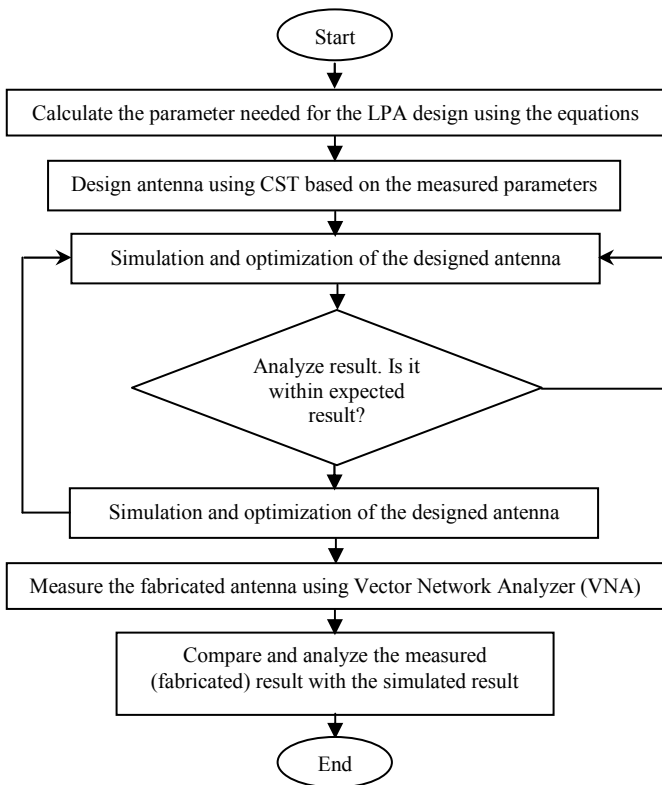 Start
Calculate the parameter needed for the LPA design using the equations
Design antenna using CST based on the measured parameters
Simulation and optimization of the designed antenna
Analyze result. Is it
within expected
result?
Simulation and optimization of the designed antenna
Measure the fabricated antenna using Vector Network Analyzer (VNA)
Compare and analyze the measured
(fabricated) result with the simulated result
End